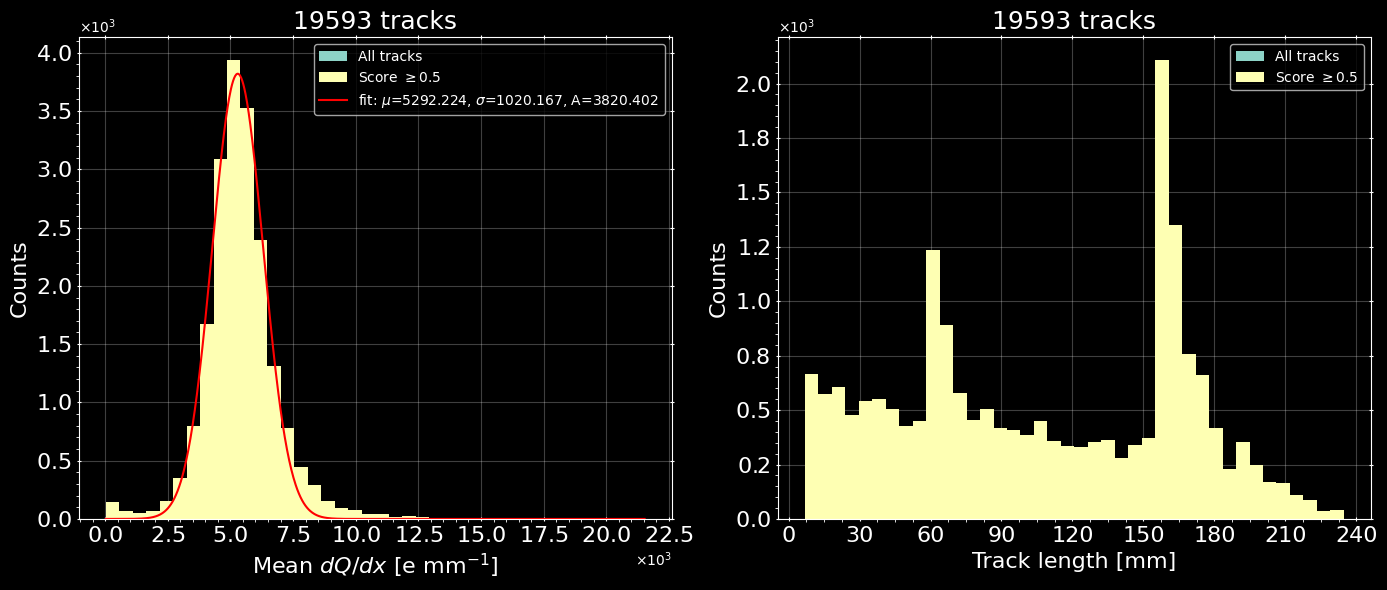 19593 tracks
×10³
4.0
3.5
3.0
2.5
2.0
1.5
1.0
0.5
0.0
Counts
All tracks
Score ≥0.5
fit: μ=5292.224, σ=1020.167, A=3820.402
0.0 2.5 5.0 7.5 10.0 12.5 15.0 17.5 20.0 22.5
×10³
Mean dQ/dx [e mm⁻¹]
19593 tracks
×10³
2.0
1.8
1.5
1.2
1.0
0.8
0.5
0.2
0.0
Counts
All tracks
Score ≥0.5
0 30 60 90 120 150 180 210 240
Track length [mm]